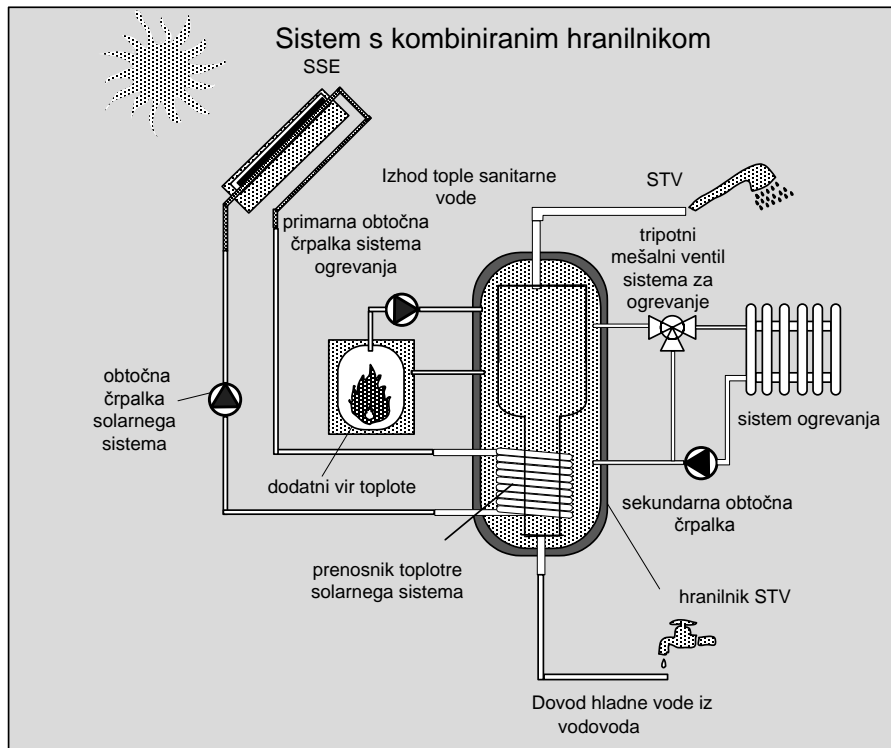 Sistem s kombiniranim hranilnikom
SSE
Izhod tople sanitarne
vode
STV
primarna obtočna
črpalka sistema
ogrevanja
tripotni
mešalni ventil
sistema za
ogrevanje
obtočna
črpalka
solarnega
sistema
sistem ogrevanja
dodatni vir toplote
sekundarna obtočna
črpalka
prenosnik toplotre
solarnega sistema
hranilnik STV
Dovod hladne vode iz
vodovoda